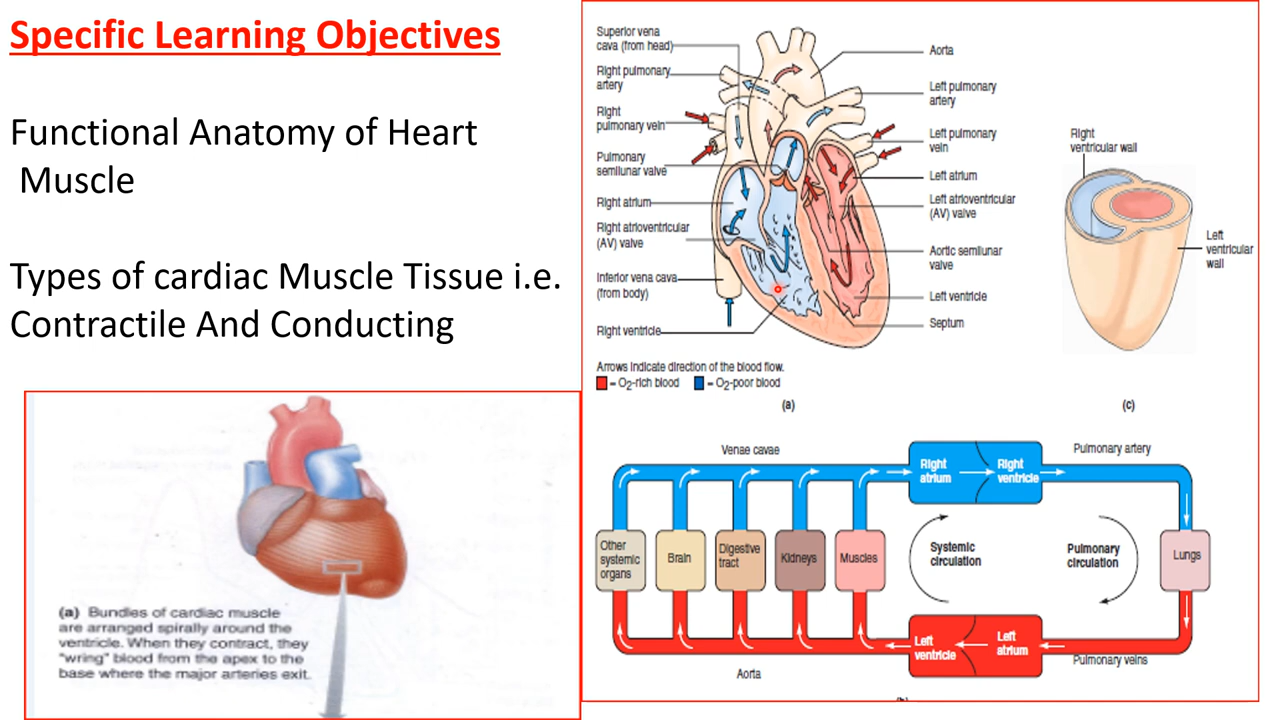 Specific Learning Objectives
Functional Anatomy of Heart
Muscle
Types of cardiac Muscle Tissue i.e.
Contractile And Conducting
(a) Bundles of cardiac muscle
are arranged spirally around the
ventricle. When they contract, they
"wring" blood from the apex to the
base where the major arteries exit.
Superior vena
cava (from head)
Right pulmonary
artery
Right
pulmonary vein
Pulmonary
semilunar valve
Right atrium
Right atrioventricular
(AV) valve
Inferior vena cava
(from body)
Right ventricle
Aorta
Left pulmonary
artery
Left pulmonary
vein
Left atrium
Left atrioventricular
(AV) valve
Aortic semilunar
valve
Left ventricle
Septum
Arrows indicate direction of the blood flow.
= O2-rich blood = O2-poor blood
(a)
Right
ventricular wall
Left
ventricular
wall
(c)
Venae cavae
Right
atrium
Right
ventricle
Pulmonary artery
Other
systemic
organs
Brain
Digestive
tract
Kidneys
Muscles
Systemic
circulation
Pulmonary
circulation
Lungs
Left
ventricle
Left
atrium
Aorta
Pulmonary veins